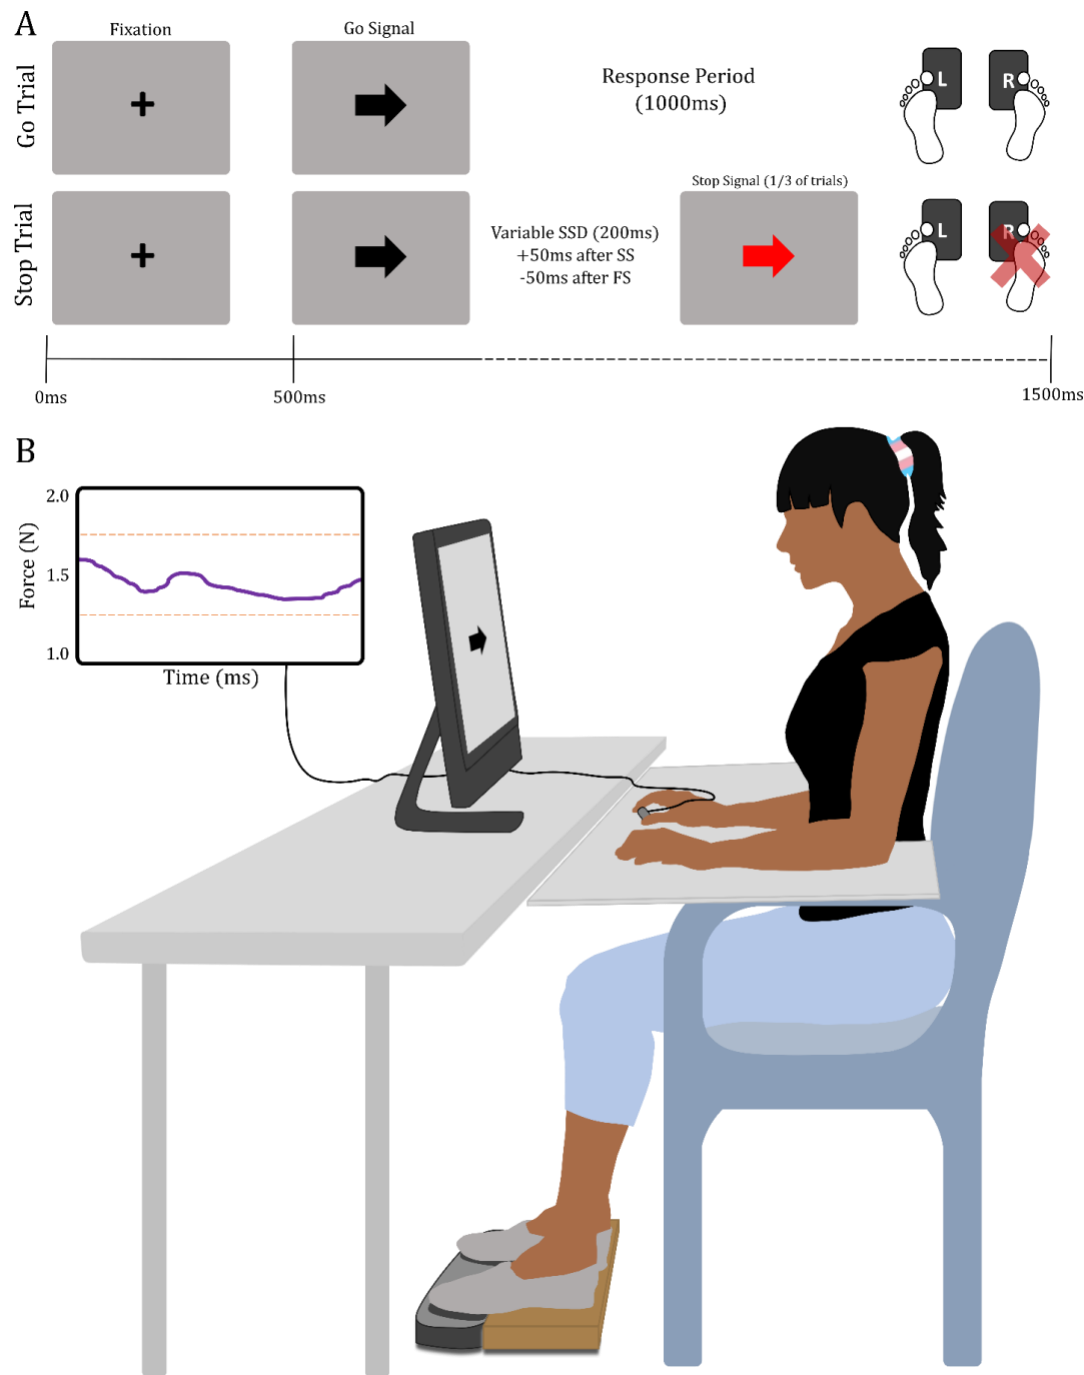 A
Fixation
Go Signal
Go Trial
Response Period
(1000ms)
L
R
Stop Trial
Variable SSD (200ms)
+50ms after SS
-50ms after FS
Stop Signal (1/3 of trials)
L
R
0ms
500ms
1500ms
B
2.0
1.5
1.0
Force (N)
Time (ms)